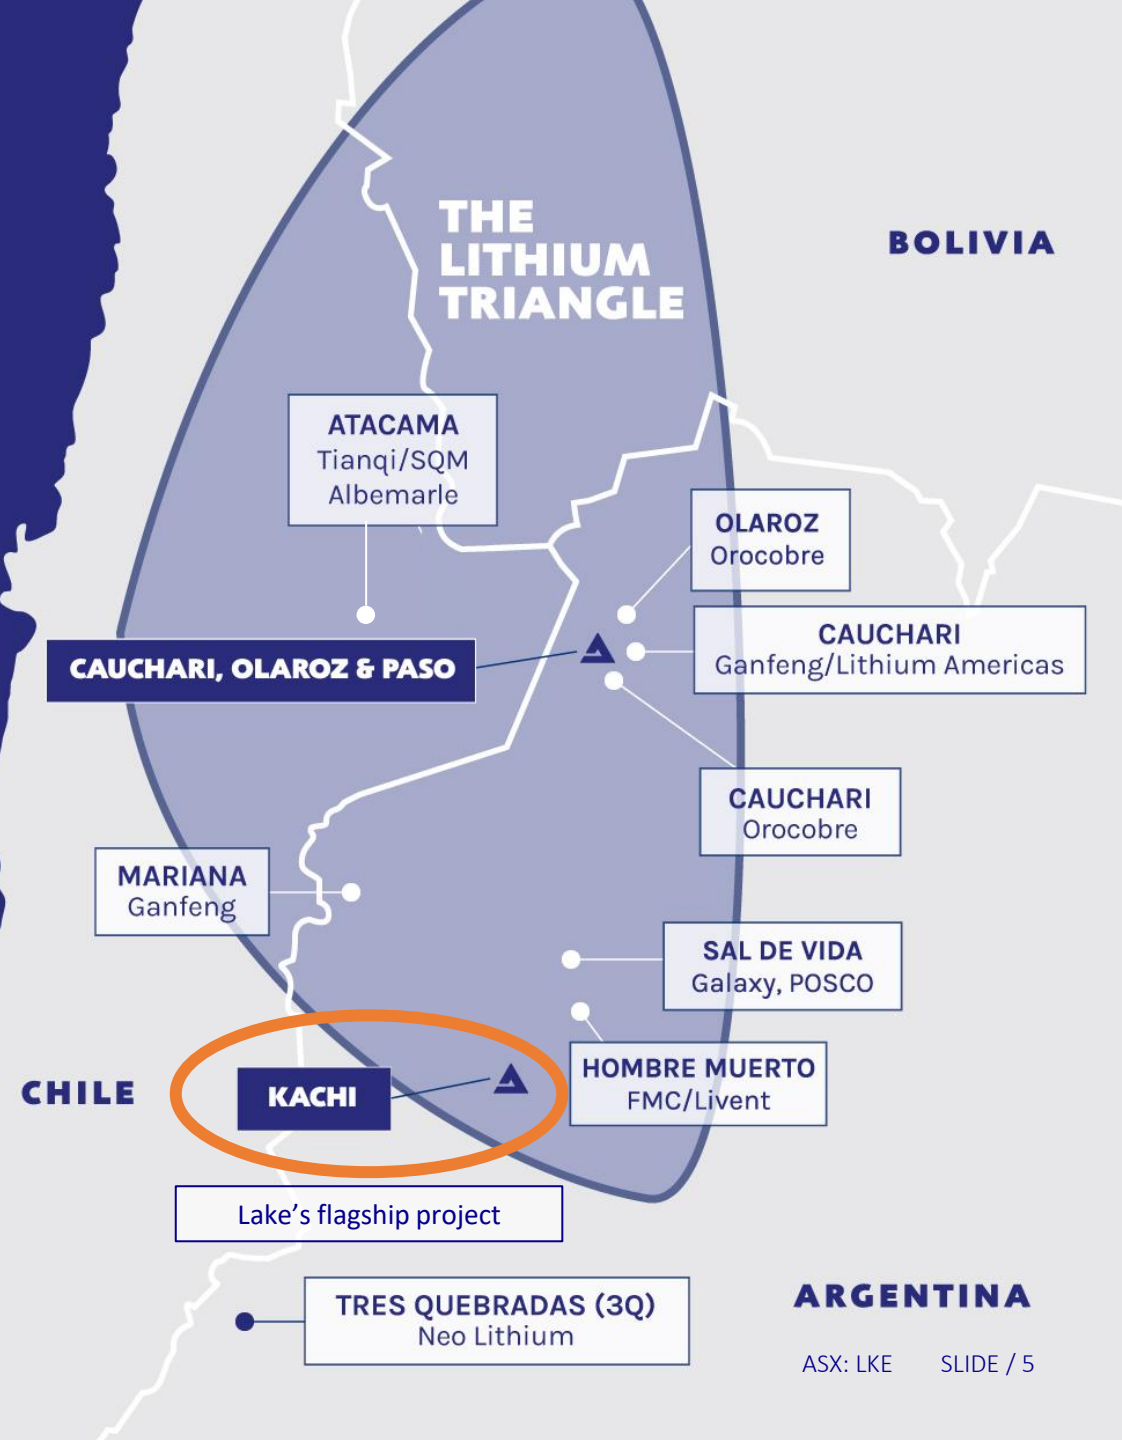 THE
LITHIUM
TRIANGLE
BOLIVIA
ATACAMA
Tianqi/SQM
Albemarle
OLAROZ
Orocobre
CAUCHARI
Ganfeng/Lithium Americas
CAUCHARI, OLAROZ & PASO
CAUCHARI
Orocobre
MARIANA
Ganfeng
SAL DE VIDA
Galaxy, POSCO
HOMBRE MUERTO
FMC/Livent
CHILE
KACHI
Lake’s flagship project
TRES QUEBRADAS (3Q)
Neo Lithium
ARGENTINA
ASX: LKE SLIDE / 5